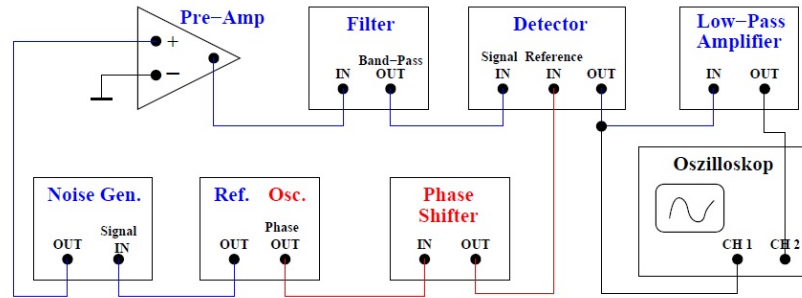 Pre−Amp
+
−
Filter
Band−Pass
IN OUT
Detector
Signal Reference
IN IN OUT
Low−Pass
Amplifier
IN OUT
Noise Gen.
Signal
OUT IN
Ref. Osc.
Phase
OUT OUT
Phase
Shifter
IN OUT
Oszilloskop
CH 1 CH 2